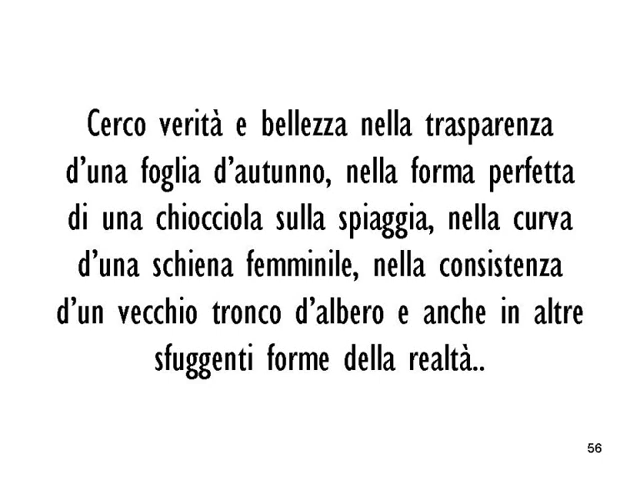 Cerco verità e bellezza nella trasparenza
d'una foglia d'autunno, nella forma perfetta
di una chiocciola sulla spiaggia, nella curva
d'una schiena femminile, nella consistenza
d'un vecchio tronco d'albero e anche in altre
sfuggenti forme della realtà..
56